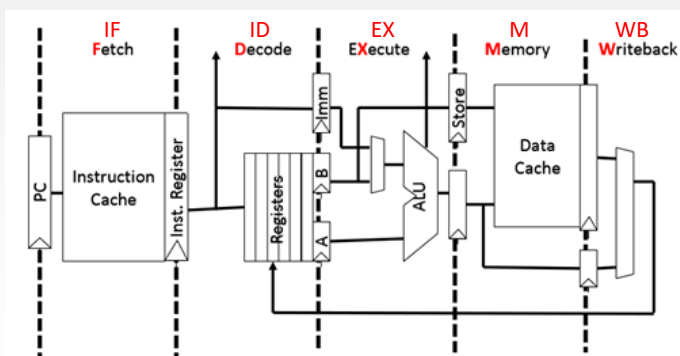 IF
ID
EX
M
WB
Fetch
Decode
EXecute
Memory
Writeback
PC
Instruction
Cache
Inst. Register
Registers
Imm
B
A
ALU
Store
Data
Cache